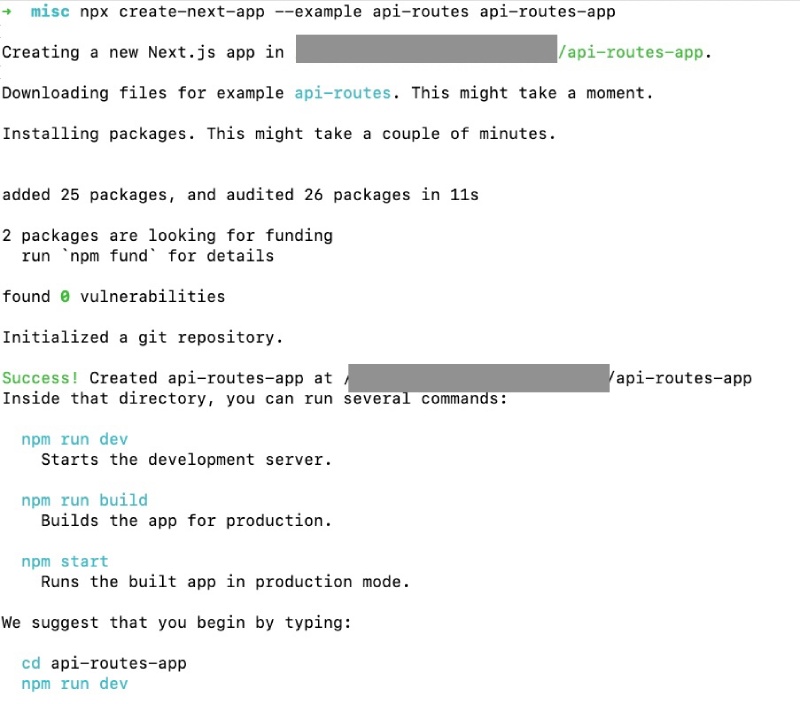 → misc npx create-next-app --example api-routes api-routes-app
Creating a new Next.js app in /api-routes-app.
Downloading files for example api-routes. This might take a moment.
Installing packages. This might take a couple of minutes.
added 25 packages, and audited 26 packages in 11s
2 packages are looking for funding
run `npm fund` for details
found 0 vulnerabilities
Initialized a git repository.
Success! Created api-routes-app at / /api-routes-app
Inside that directory, you can run several commands:
npm run dev
Starts the development server.
npm run build
Builds the app for production.
npm start
Runs the built app in production mode.
We suggest that you begin by typing:
cd api-routes-app
npm run dev